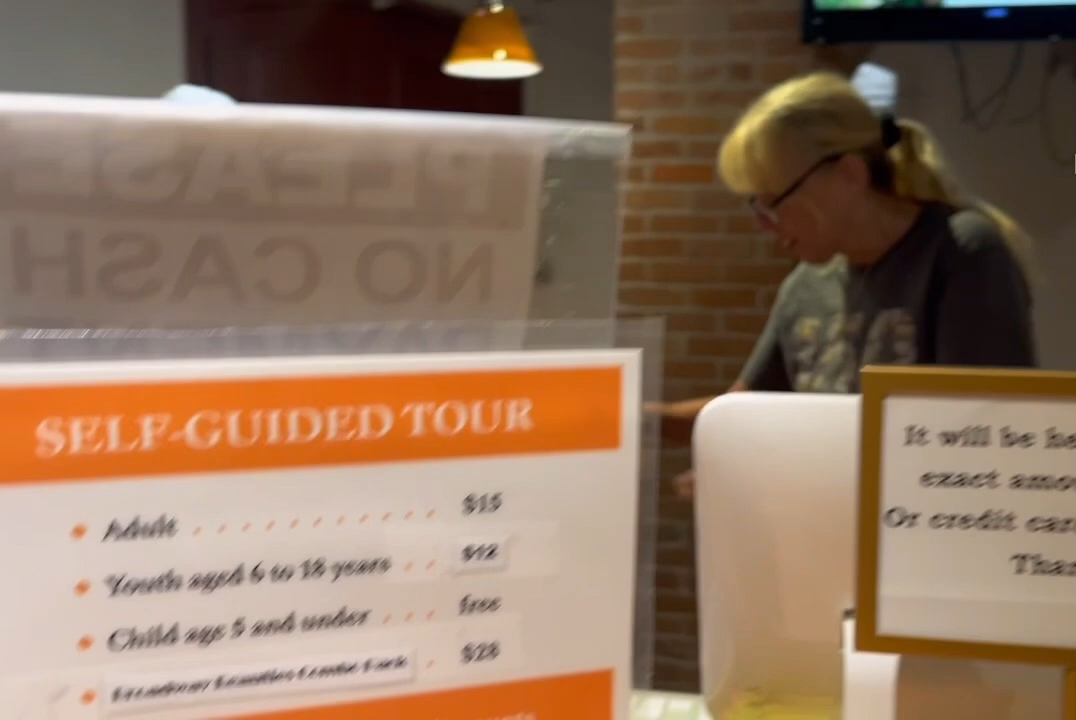 PLEASE
NO CASH
SELF-GUIDED TOUR
Adult . . . . . . . . . . $15
Youth aged 6 to 18 years . . $12
Child age 5 and under . . . . free
. $28
It will be he
exact amo
Or credit car
Than